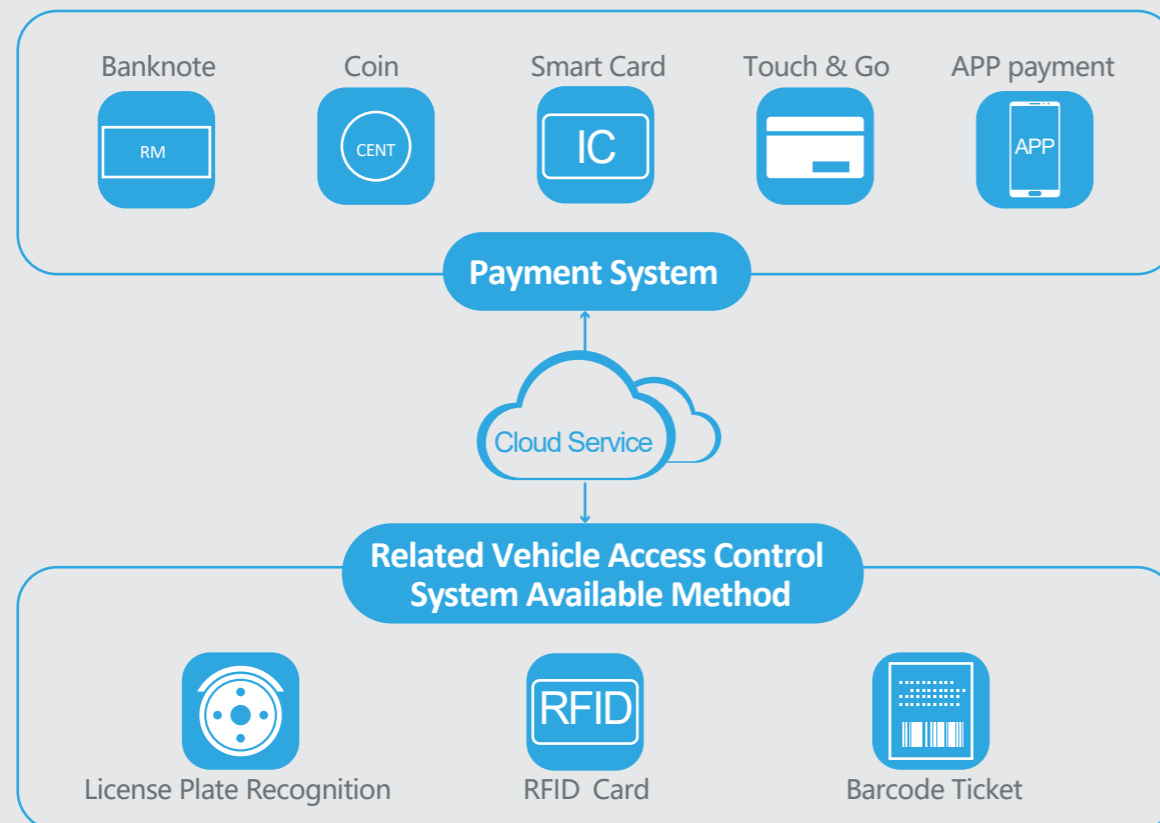 Banknote
Coin
Smart Card
Touch & Go
APP payment
RM
CENT
IC
APP
Payment System
Cloud Service
Related Vehicle Access Control
System Available Method
RFID
License Plate Recognition
RFID Card
Barcode Ticket